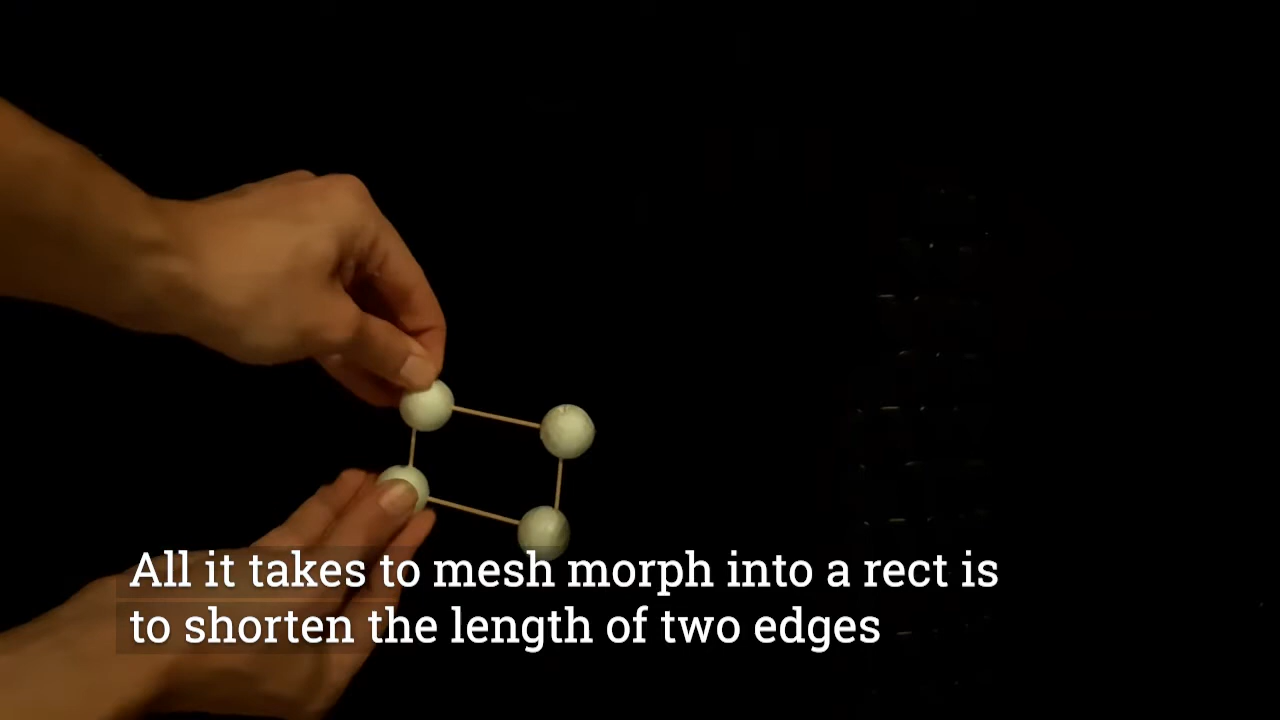 All it takes to mesh morph into a rect is
to shorten the length of two edges